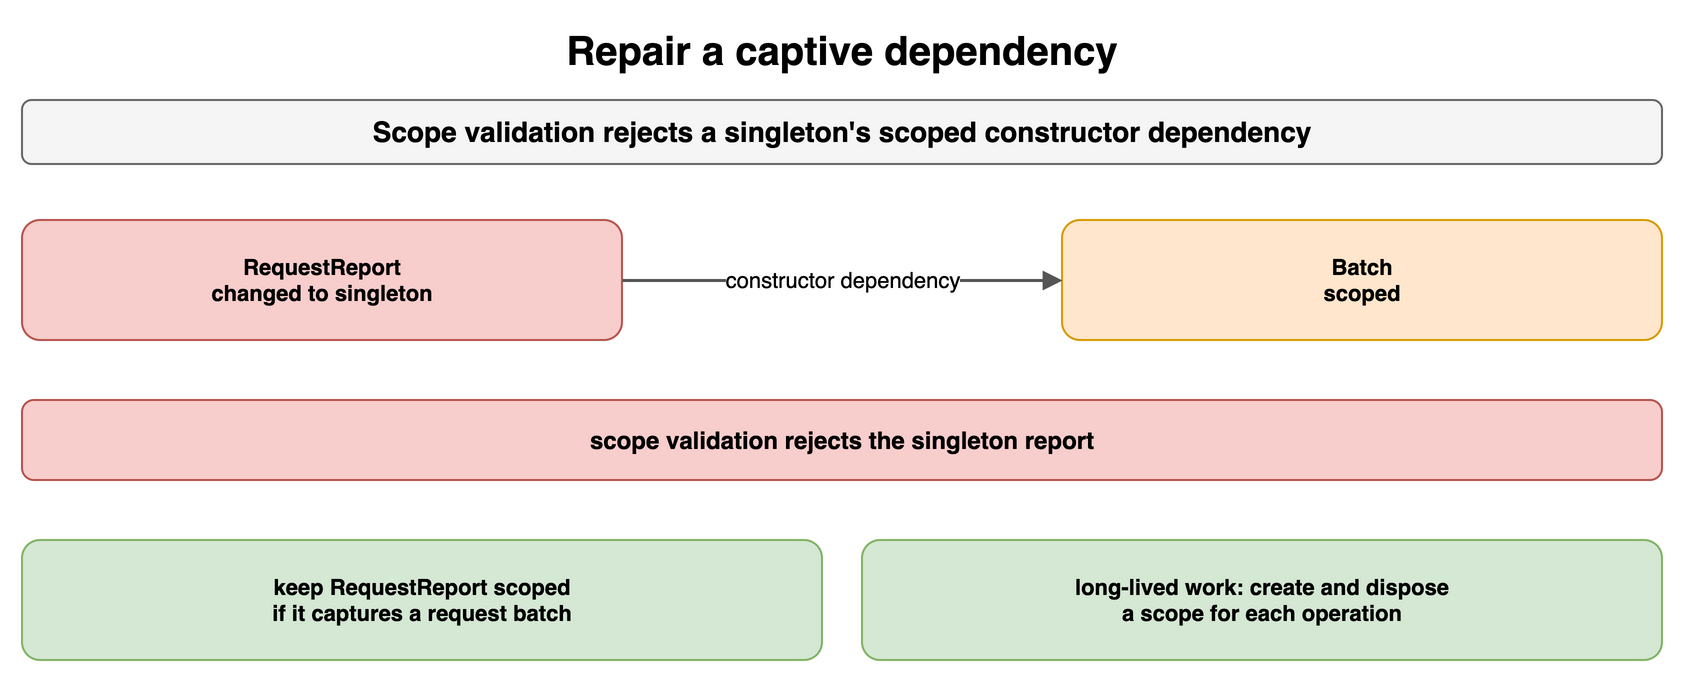 Repair a captive dependency
Scope validation rejects a singleton's scoped constructor dependency
RequestReport
changed to singleton
constructor dependency
Batch
scoped
scope validation rejects the singleton report
keep RequestReport scoped
if it captures a request batch
long-lived work: create and dispose
a scope for each operation